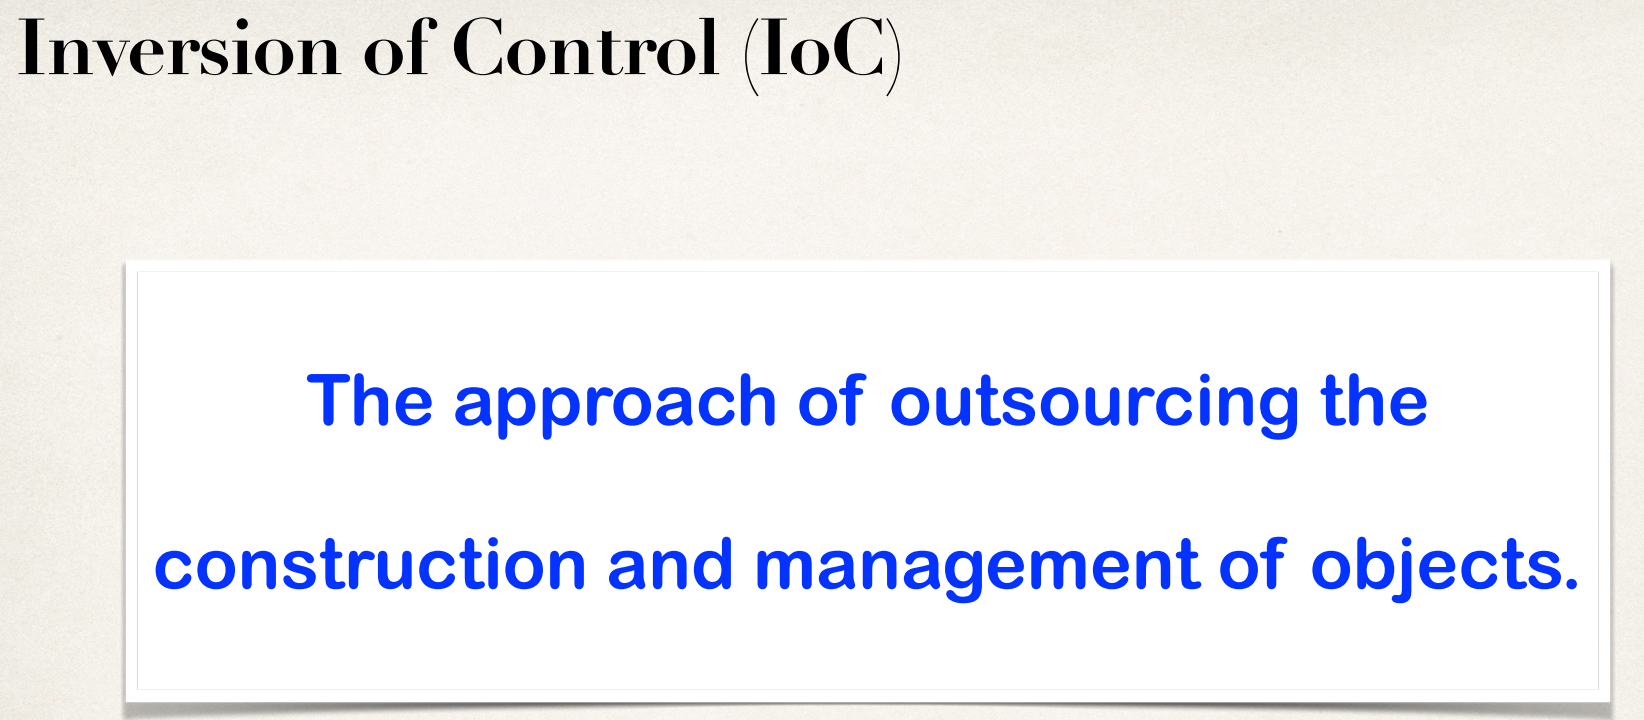 Inversion of Control (IoC)
The approach of outsourcing the
construction and management of objects.